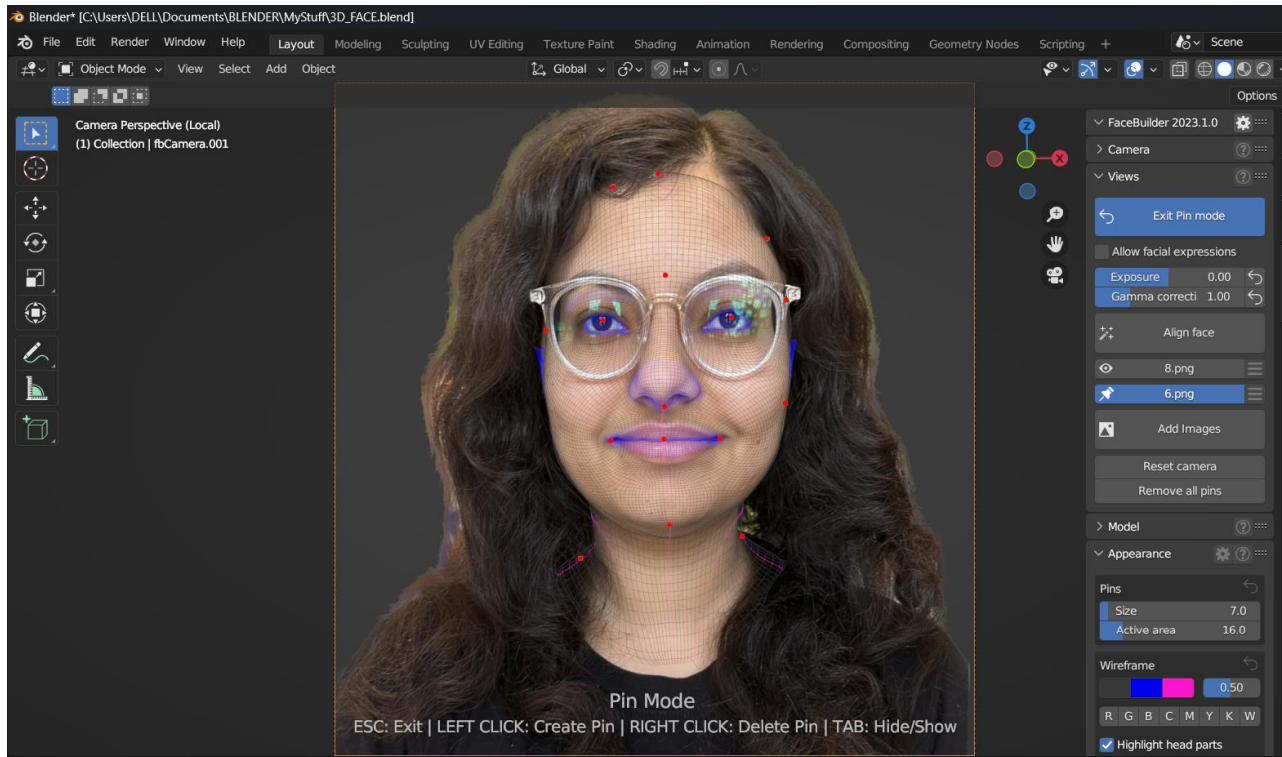 Blender* [C:\Users\DELL\Documents\BLENDER\MyStuff\3D_FACE.blend]
File Edit Render Window Help Layout Modeling Sculpting UV Editing Texture Paint Shading Animation Rendering Compositing Geometry Nodes Scripting + Scene
Object Mode View Select Add Object Global
Options
Camera Perspective (Local)
(1) Collection | fbCamera.001
Z
X
FaceBuilder 2023.1.0
Camera
Views
Exit Pin mode
Allow facial expressions
Exposure 0.00
Gamma correcti 1.00
Align face
8.png
6.png
Add Images
Reset camera
Remove all pins
Model
Appearance
Pins
Size 7.0
Active area 16.0
Wireframe
0.50
R G B C M Y K W
Highlight head parts
Pin Mode
ESC: Exit | LEFT CLICK: Create Pin | RIGHT CLICK: Delete Pin | TAB: Hide/Show